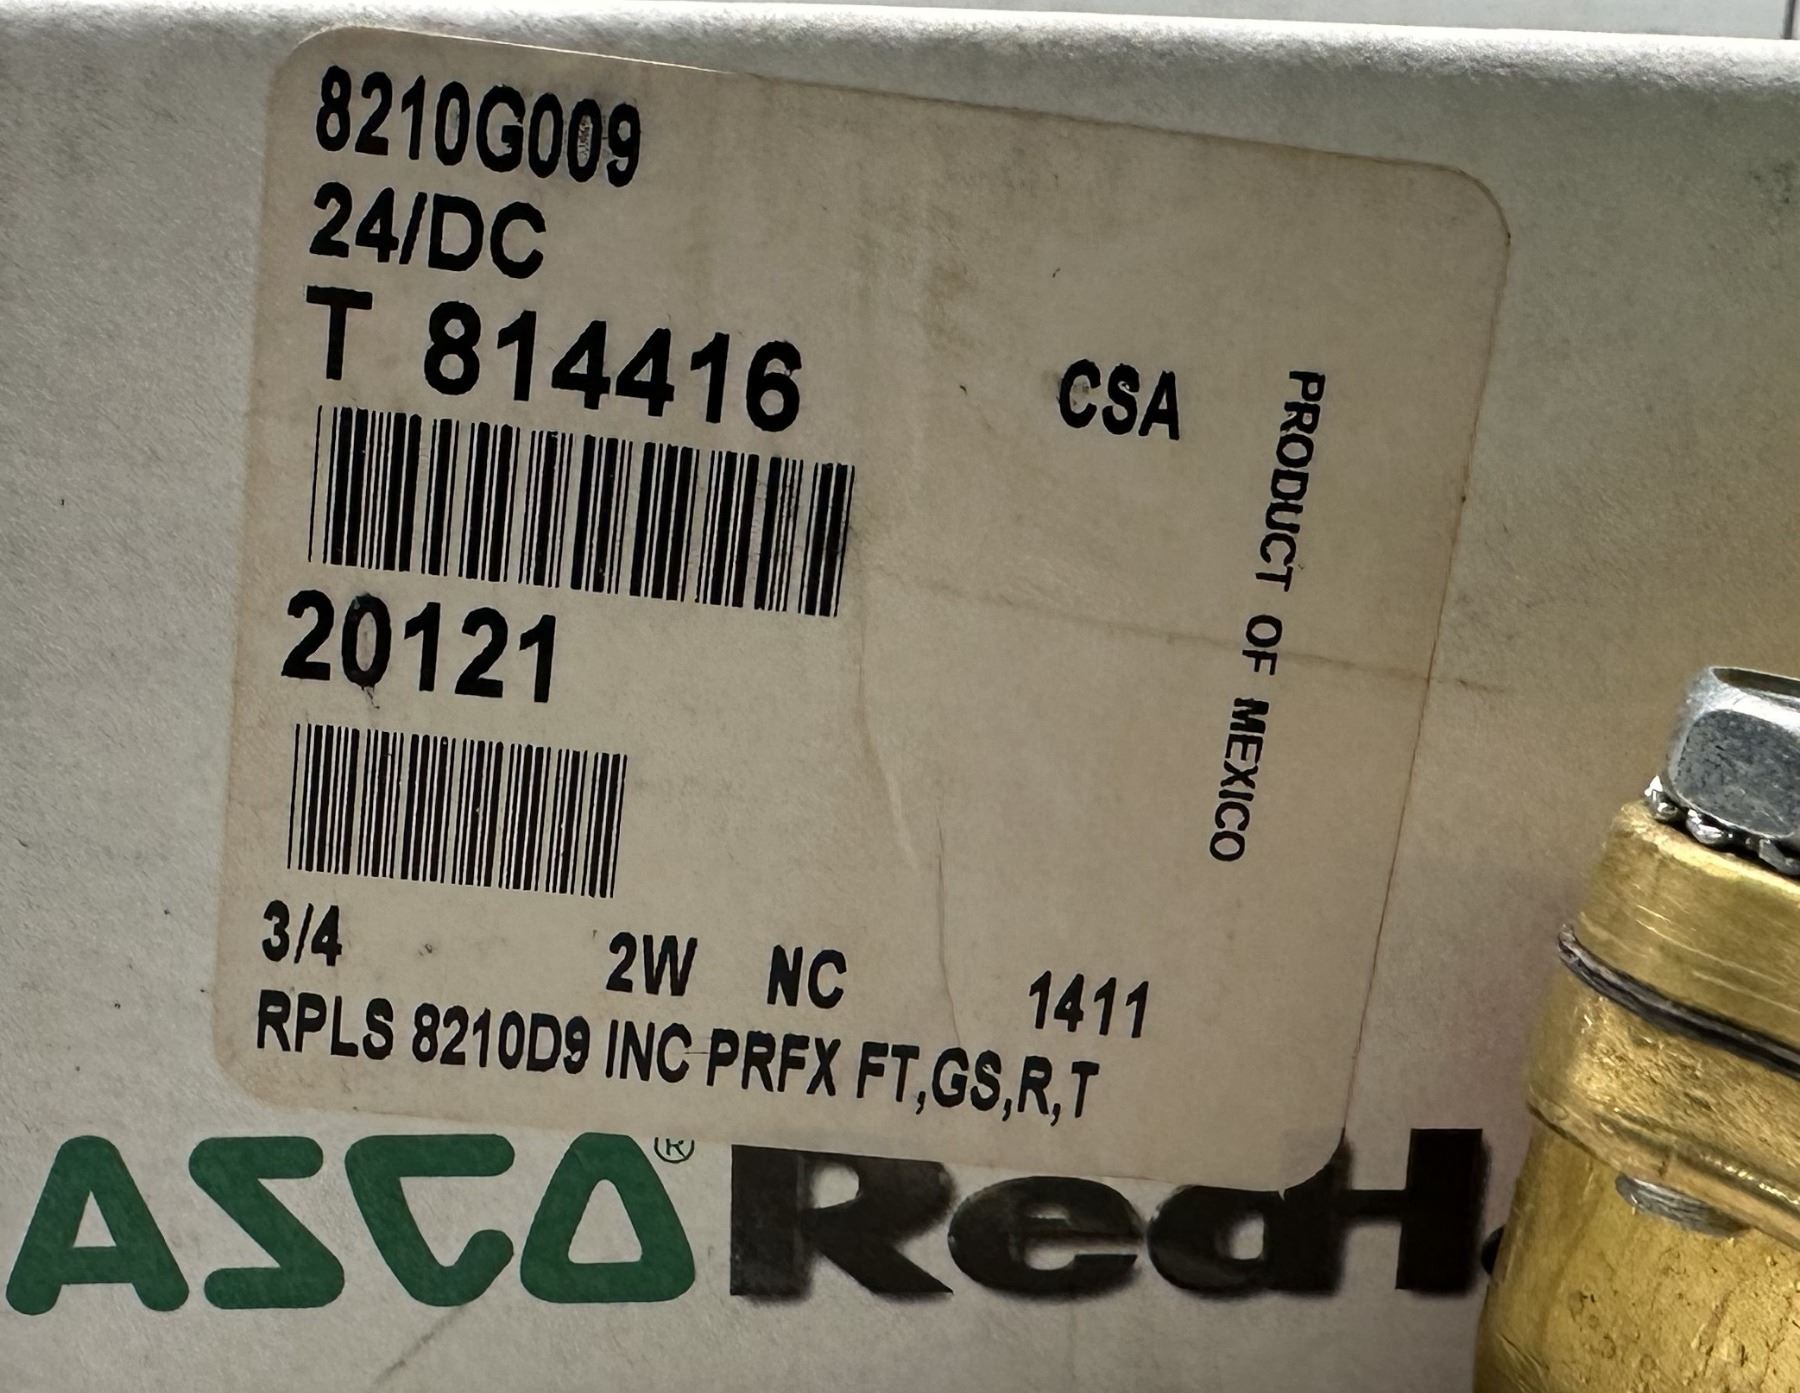 8210G009
24/DC
T 814416
CSA
PRODUCT OF MEXICO
20121
3/4 2W NC 1411
RPLS 8210D9 INC PRFX FT,GS,R,T
ASCO® RedH